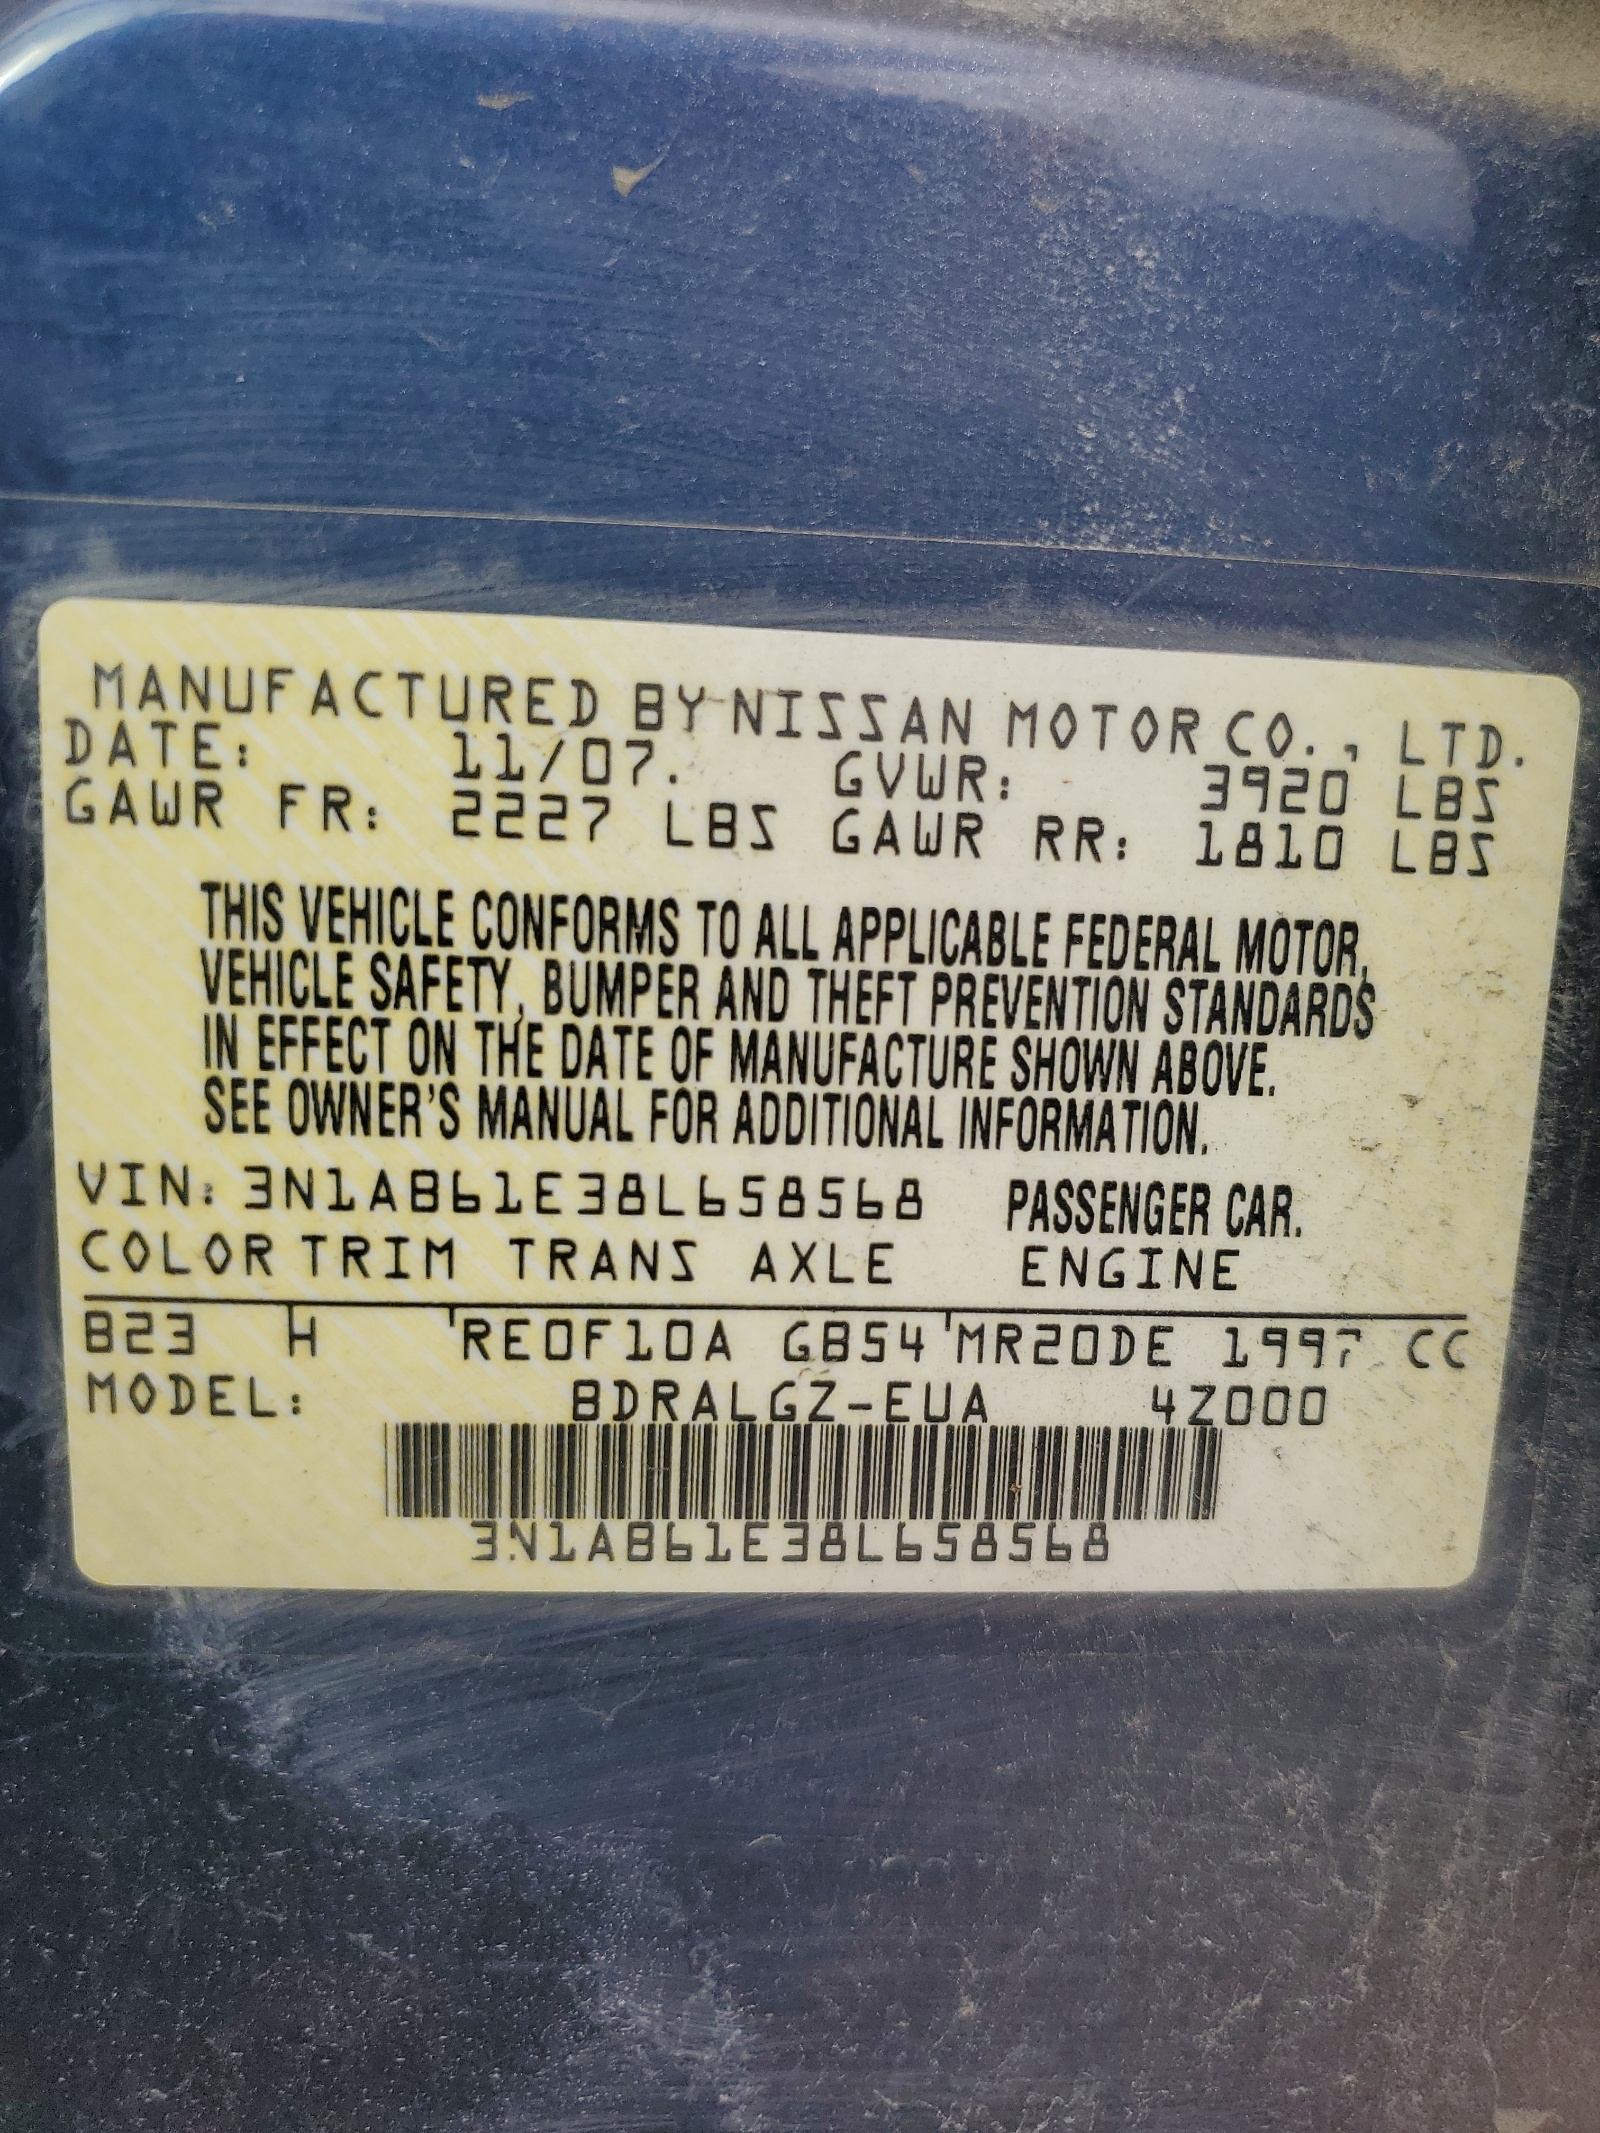 MANUFACTURED BY NISSAN MOTOR CO., LTD.
DATE: 11/07. GVWR: 3920 LBS
GAWR FR: 2227 LBS GAWR RR: 1810 LBS
THIS VEHICLE CONFORMS TO ALL APPLICABLE FEDERAL MOTOR
VEHICLE SAFETY, BUMPER AND THEFT PREVENTION STANDARDS
IN EFFECT ON THE DATE OF MANUFACTURE SHOWN ABOVE.
SEE OWNER'S MANUAL FOR ADDITIONAL INFORMATION.
VIN: 3N1AB61E38L658568 PASSENGER CAR.
COLOR TRIM TRANS AXLE ENGINE
B23 H RE0F10A GB54 MR20DE 1997 CC
MODEL: BDRALGZ-EUA 4Z000
3N1AB61E38L658568